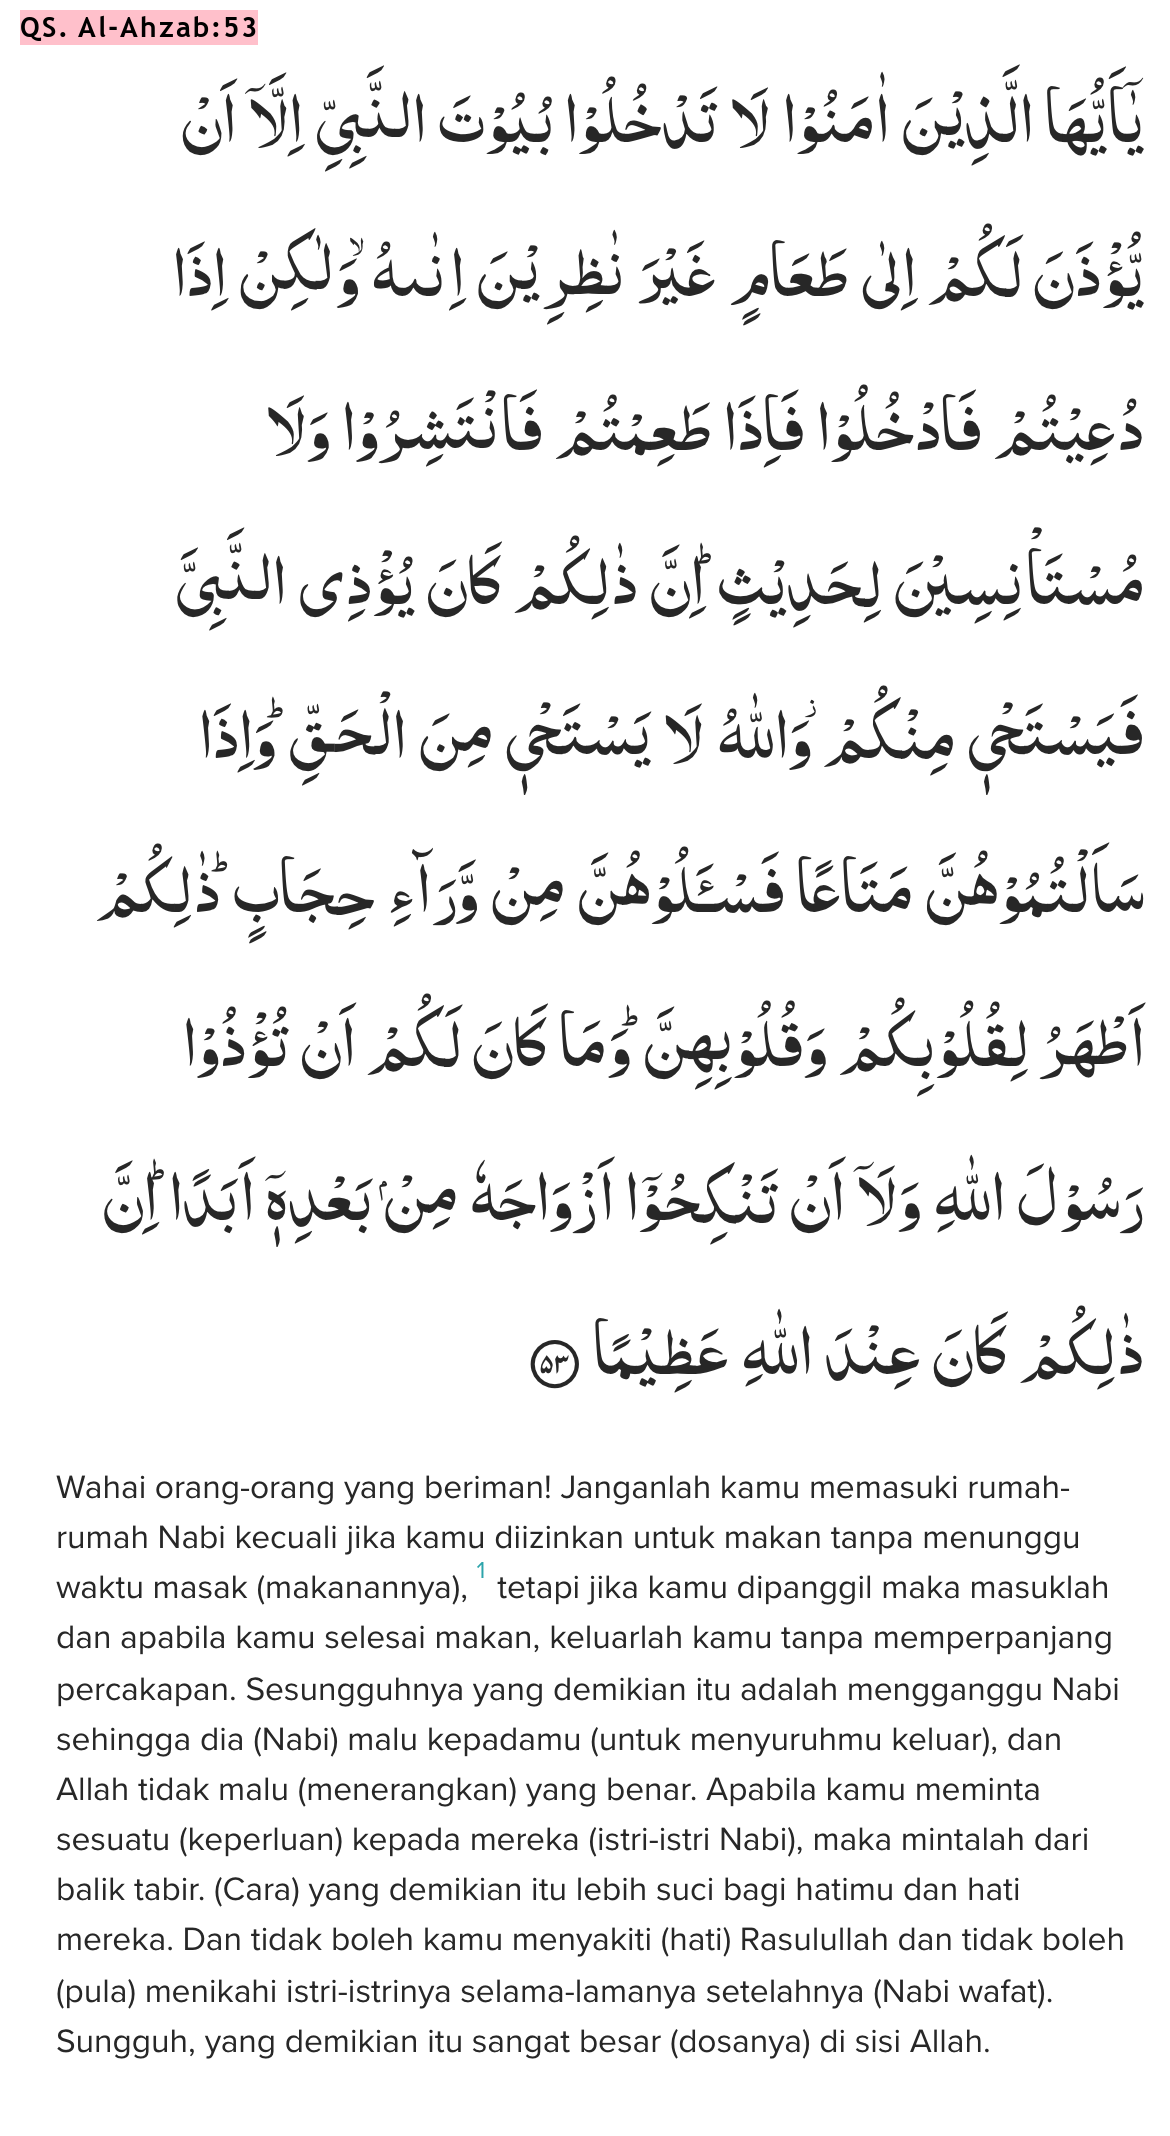 QS. Al-Ahzab:53
يٰٓاَيُّهَا الَّذِيْنَ اٰمَنُوْا لَا تَدْخُلُوْا بُيُوْتَ النَّبِيِّ اِلَّآ اَنْ
يُّؤْذَنَ لَكُمْ اِلٰى طَعَامٍ غَيْرَ نٰظِرِيْنَ اِنٰىهُ وَلٰكِنْۙ اِذَا
دُعِيْتُمْ فَادْخُلُوْا فَاِذَا طَعِمْتُمْ فَانْتَشِرُوْا وَلَا
مُسْتَأْنِسِيْنَ لِحَدِيْثٍۗ اِنَّ ذٰلِكُمْ كَانَ يُؤْذِى النَّبِيَّ
فَيَسْتَحْيٖ مِنْكُمْ ۖوَاللّٰهُ لَا يَسْتَحْيٖ مِنَ الْحَقِّۗ وَاِذَا
سَاَلْتُمُوْهُنَّ مَتَاعًا فَسْـَٔلُوْهُنَّ مِنْ وَّرَاۤءِ حِجَابٍۗ ذٰلِكُمْ
اَطْهَرُ لِقُلُوْبِكُمْ وَقُلُوْبِهِنَّۗ وَمَا كَانَ لَكُمْ اَنْ تُؤْذُوْا
رَسُوْلَ اللّٰهِ وَلَآ اَنْ تَنْكِحُوْٓا اَزْوَاجَهٗ مِنْۢ بَعْدِهٖٓ اَبَدًاۗ اِنَّ
ذٰلِكُمْ كَانَ عِنْدَ اللّٰهِ عَظِيْمًا ۵۳
Wahai orang-orang yang beriman! Janganlah kamu memasuki rumah-
rumah Nabi kecuali jika kamu diizinkan untuk makan tanpa menunggu
waktu masak (makanannya), 1 tetapi jika kamu dipanggil maka masuklah
dan apabila kamu selesai makan, keluarlah kamu tanpa memperpanjang
percakapan. Sesungguhnya yang demikian itu adalah mengganggu Nabi
sehingga dia (Nabi) malu kepadamu (untuk menyuruhmu keluar), dan
Allah tidak malu (menerangkan) yang benar. Apabila kamu meminta
sesuatu (keperluan) kepada mereka (istri-istri Nabi), maka mintalah dari
balik tabir. (Cara) yang demikian itu lebih suci bagi hatimu dan hati
mereka. Dan tidak boleh kamu menyakiti (hati) Rasulullah dan tidak boleh
(pula) menikahi istri-istrinya selama-lamanya setelahnya (Nabi wafat).
Sungguh, yang demikian itu sangat besar (dosanya) di sisi Allah.